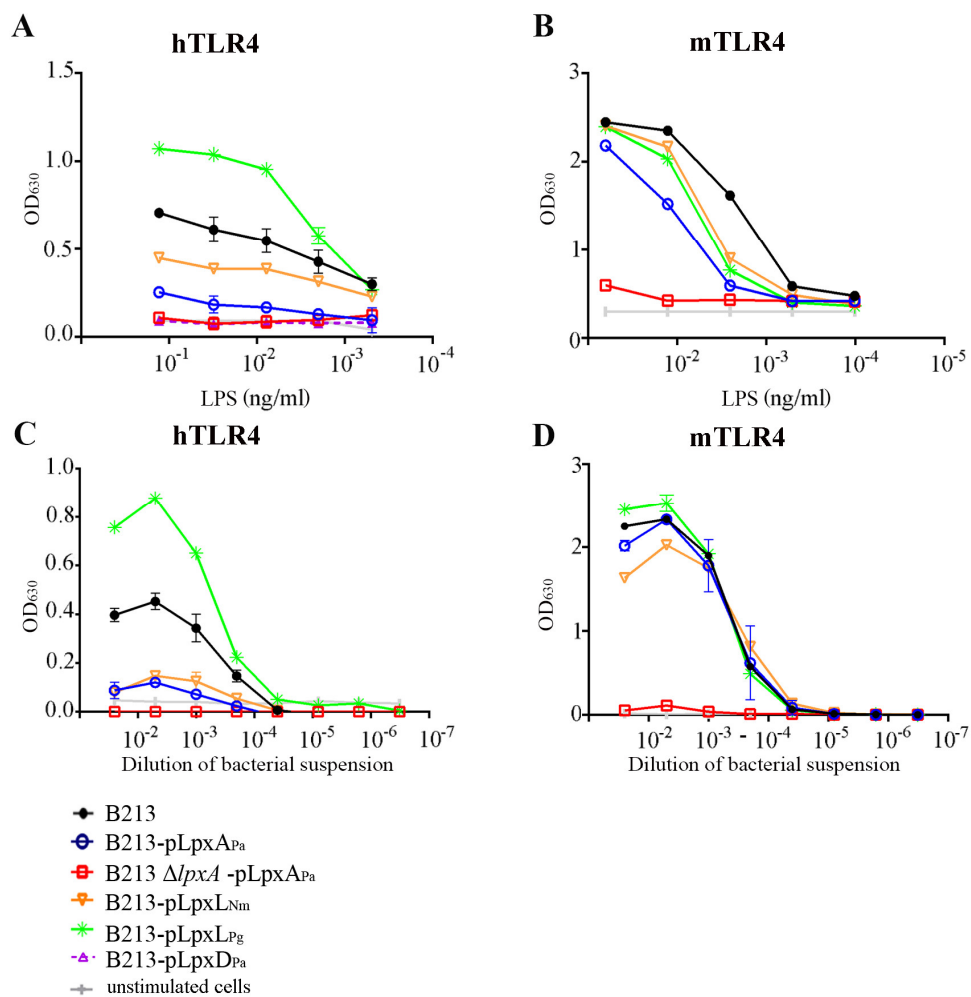 A
hTLR4
1.5
1.0
0.5
0.0
OD630
10-1
10-2
10-3
10-4
LPS (ng/ml)
B
mTLR4
3
2
1
0
OD630
10-2
10-3
10-4
10-5
LPS (ng/ml)
C
hTLR4
1.0
0.8
0.6
0.4
0.2
0.0
OD630
10-2
10-3
10-4
10-5
10-6
10-7
Dilution of bacterial suspension
D
mTLR4
3
2
1
0
OD630
10-2
10-3 -
10-4
10-5
10-6
10-7
Dilution of bacterial suspension
B213
B213-pLpxAPa
B213 ΔlpxA -pLpxAPa
B213-pLpxLNm
B213-pLpxLPg
B213-pLpxDPa
unstimulated cells